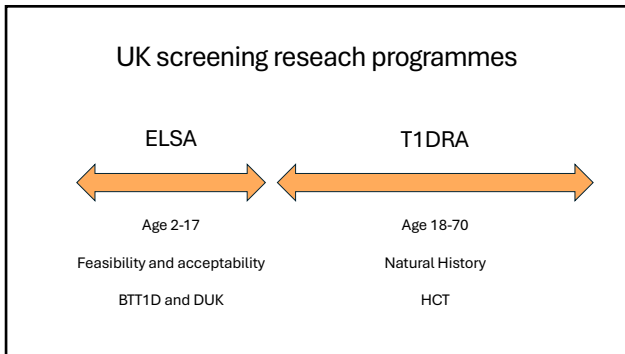 UK screening reseach programmes
ELSA
T1DRA
Age 2-17
Age 18-70
Feasibility and acceptability
Natural History
BTT1D and DUK
HCT